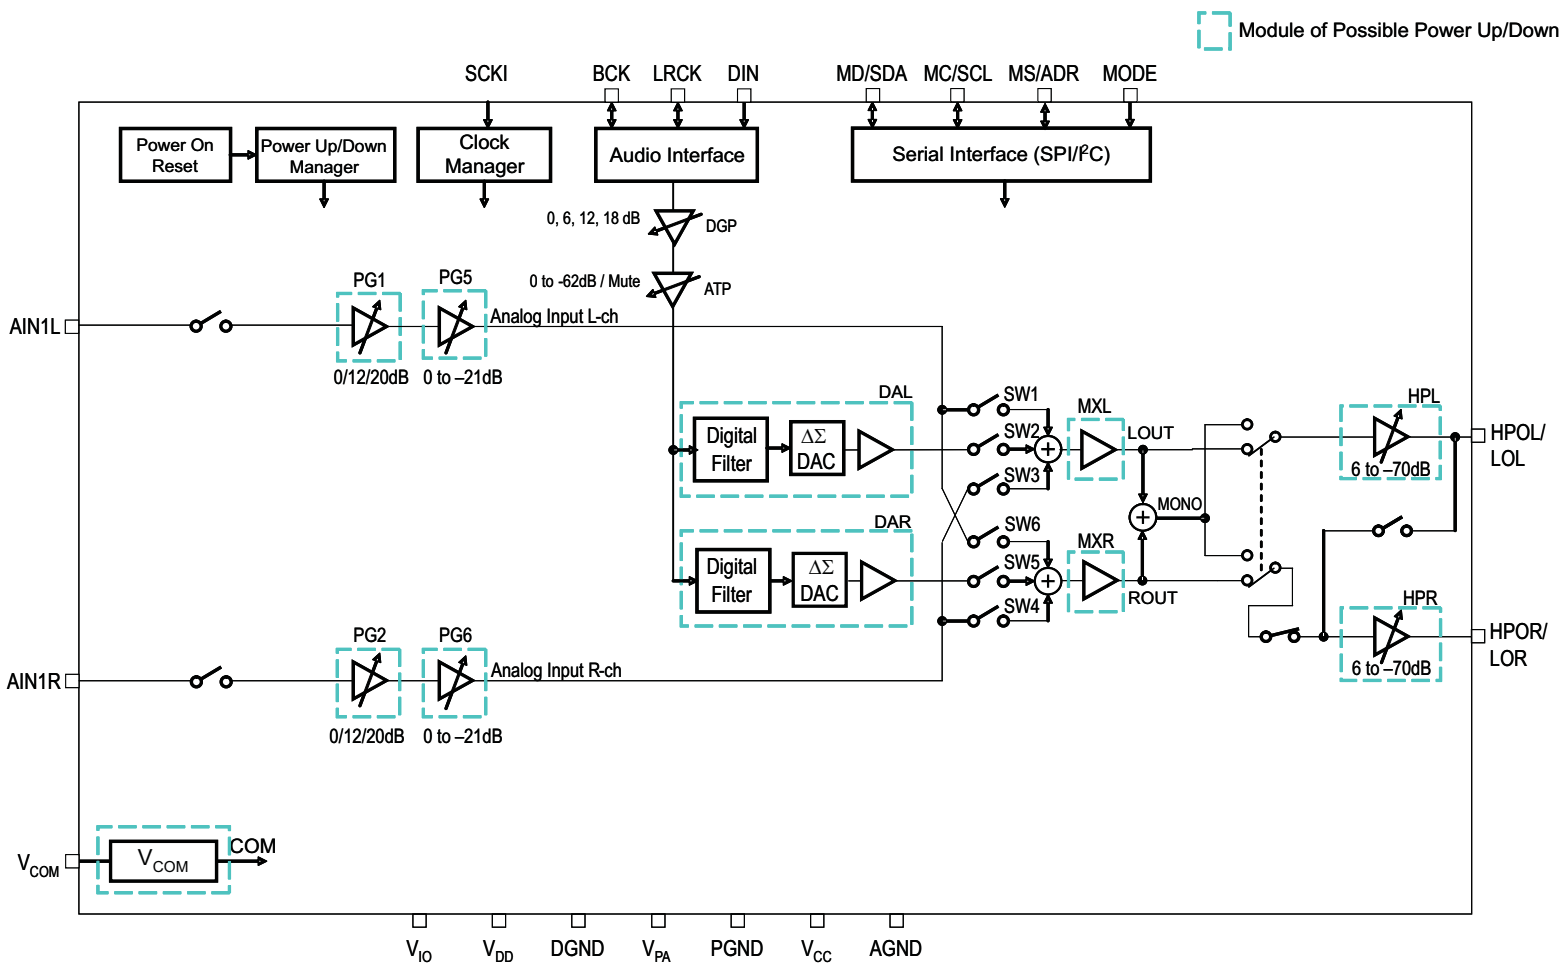 Module of Possible Power Up/Down
SCKI
BCK
LRCK
DIN
MD/SDA
MC/SCL
MS/ADR
MODE
Power On
Reset
Power Up/Down
Manager
Clock
Manager
Audio Interface
Serial Interface (SPI/I²C)
0, 6, 12, 18 dB
DGP
0 to -62dB / Mute
ATP
PG1
PG5
AIN1L
Analog Input L-ch
0/12/20dB
0 to –21dB
DAL
Digital
Filter
ΔΣ
DAC
SW1
SW2
SW3
MXL
LOUT
HPL
6 to –70dB
HPOL/
LOL
MONO
DAR
Digital
Filter
ΔΣ
DAC
SW6
SW5
SW4
MXR
ROUT
HPR
6 to –70dB
HPOR/
LOR
PG2
PG6
AIN1R
Analog Input R-ch
0/12/20dB
0 to –21dB
VCOM
VCOM
COM
VIO
VDD
DGND
VPA
PGND
VCC
AGND